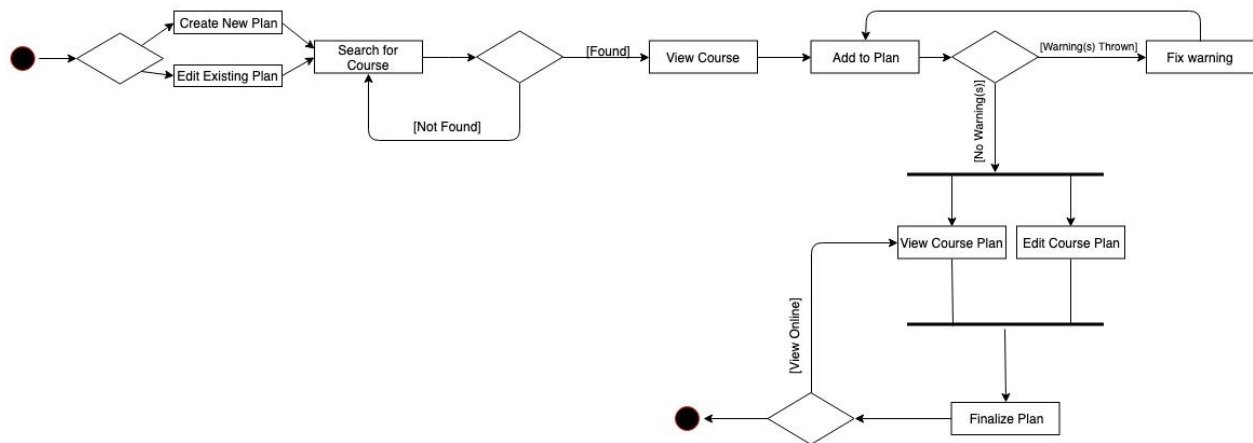 Create New Plan
Edit Existing Plan
Search for
Course
[Not Found]
[Found]
View Course
Add to Plan
[Warning(s) Thrown]
Fix warning
[No Warning(s)]
View Course Plan
Edit Course Plan
[View Online]
Finalize Plan